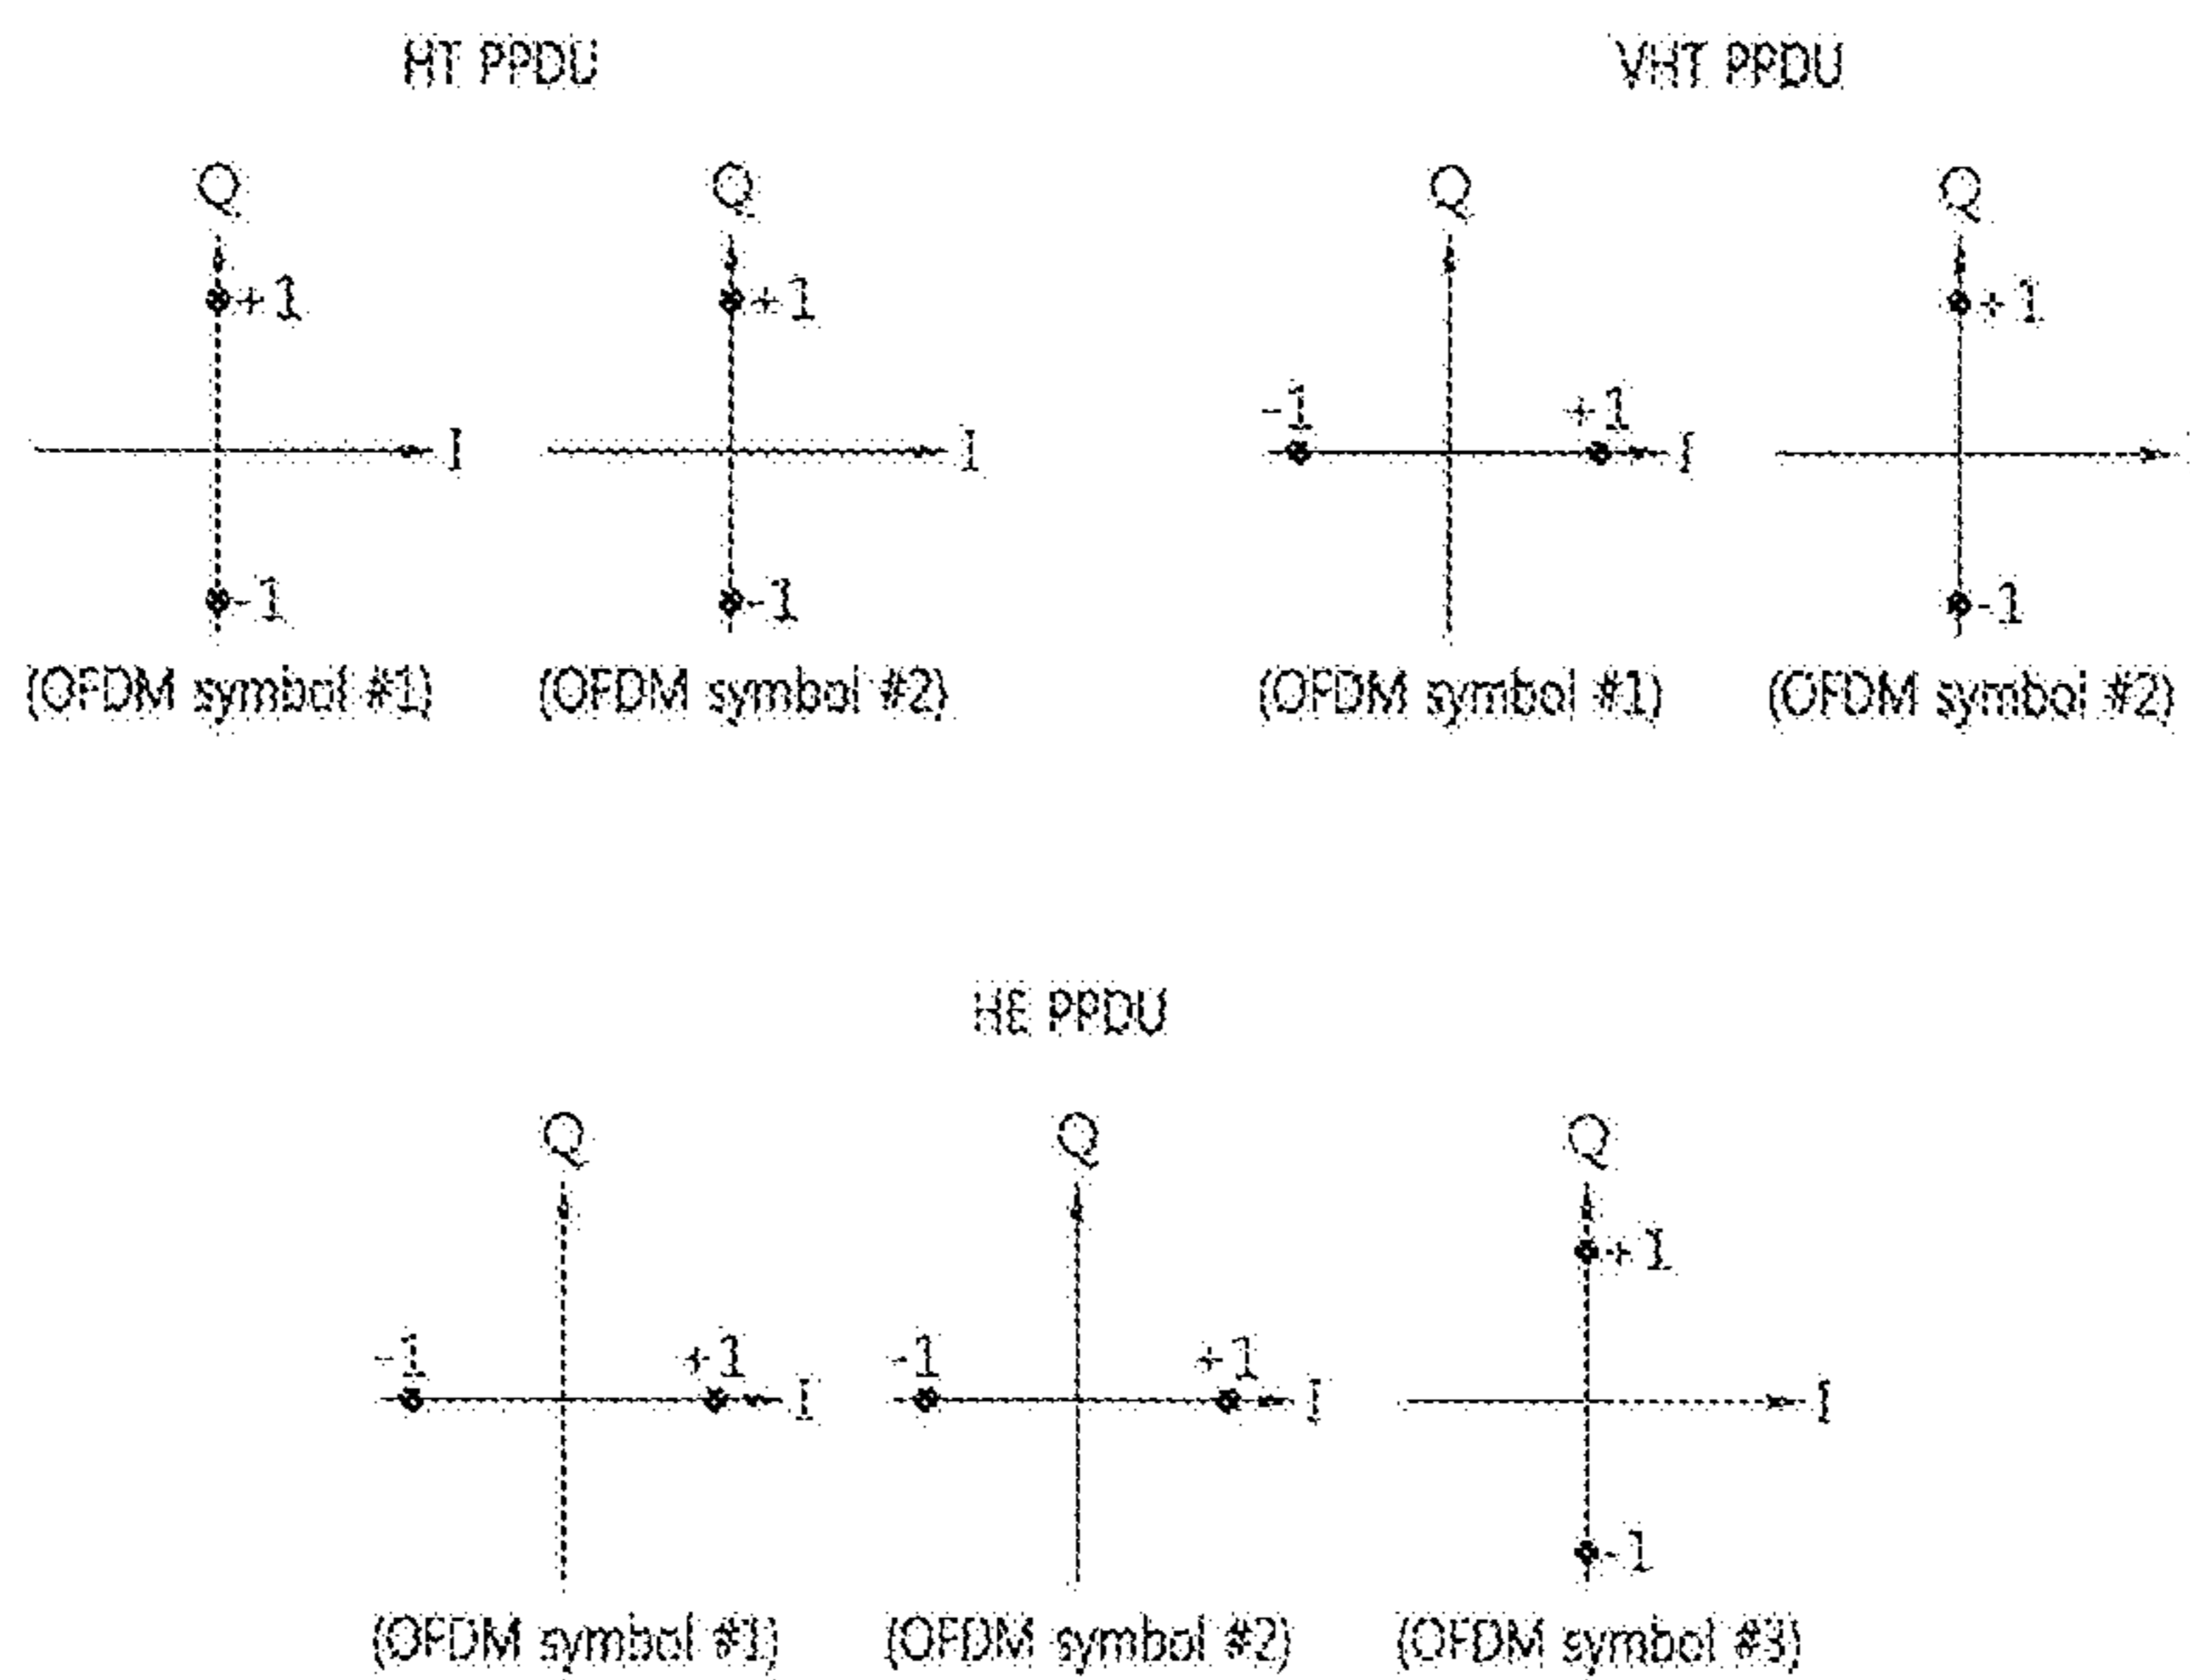 HT PPDU
VHT PPDU
Q
Q
Q
Q
+1
+1
+1
-1
+1
I
I
I
-1
-1
-1
(OFDM symbol #1)
(OFDM symbol #2)
(OFDM symbol #1)
(OFDM symbol #2)
HE PPDU
Q
Q
Q
+1
-1
+1
-1
+1
I
I
I
-1
(OFDM symbol #1)
(OFDM symbol #2)
(OFDM symbol #3)